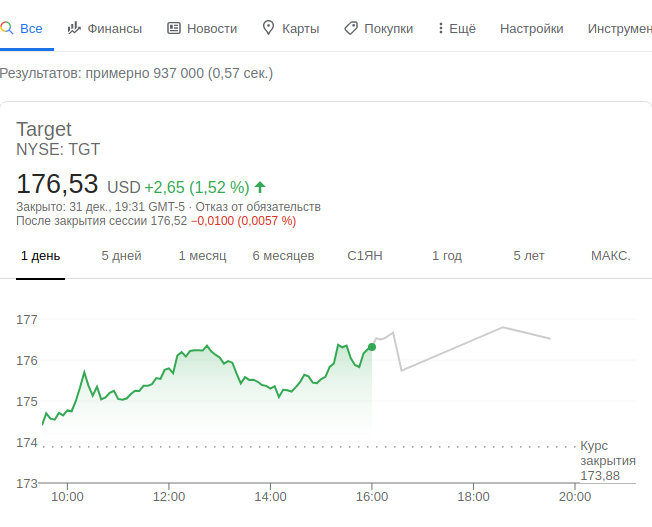 Все Финансы Новости Карты Покупки Ещё Настройки Инструмен
Результатов: примерно 937 000 (0,57 сек.)
Target
NYSE: TGT
176,53 USD +2,65 (1,52 %)
Закрыто: 31 дек., 19:31 GMT-5 · Отказ от обязательств
После закрытия сессии 176,52 −0,0100 (0,0057 %)
1 день 5 дней 1 месяц 6 месяцев С1ЯН 1 год 5 лет МАКС.
177
176
175
174
Курс
закрытия
173,88
173
10:00 12:00 14:00 16:00 18:00 20:00